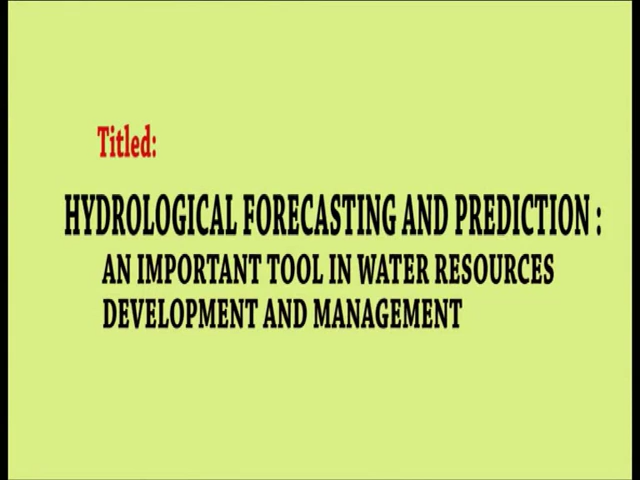 Titled:
HYDROLOGICAL FORECASTING AND PREDICTION :
AN IMPORTANT TOOL IN WATER RESOURCES
DEVELOPMENT AND MANAGEMENT